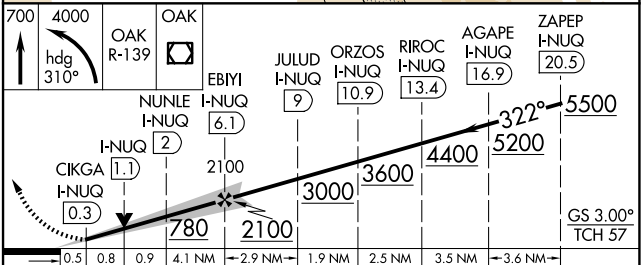 700
4000
hdg
310°
OAK
R-139
OAK
CIKGA
I-NUQ
0.3
I-NUQ
1.1
NUNLE
I-NUQ
2
EBIYI
I-NUQ
6.1
2100
JULUD
I-NUQ
9
ORZOS
I-NUQ
10.9
RIROC
I-NUQ
13.4
AGAPE
I-NUQ
16.9
ZAPEP
I-NUQ
20.5
322°
5500
5200
4400
3600
3000
2100
780
GS 3.00°
TCH 57
0.5 0.8 0.9 4.1 NM 2.9 NM 1.9 NM 2.5 NM 3.5 NM 3.6 NM